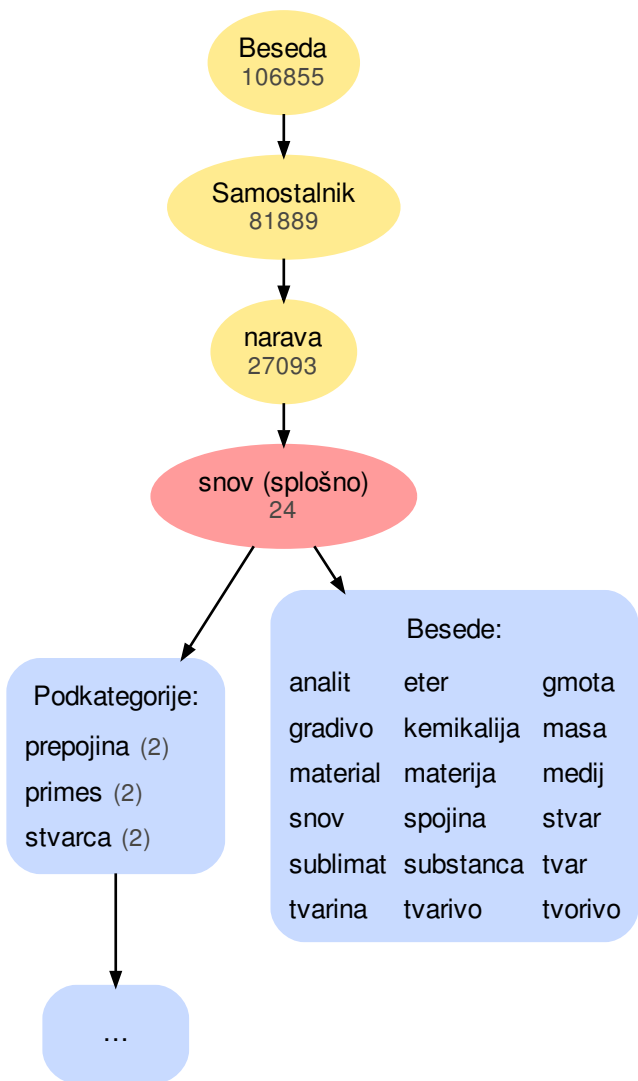 Beseda
106855
Samostalnik
81889
narava
27093
snov (splošno)
24
Podkategorije:
prepojina (2)
primes (2)
stvarca (2)
...
Besede:
analit eter gmota
gradivo kemikalija masa
material materija medij
snov spojina stvar
sublimat substanca tvar
tvarina tvarivo tvorivo